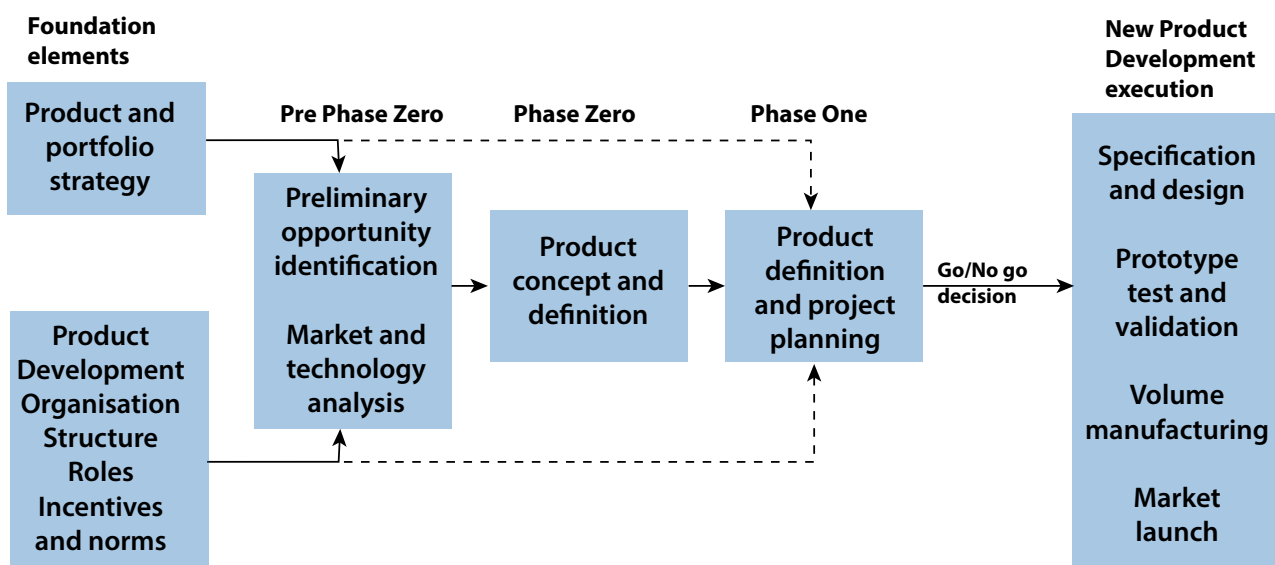 Foundation
elements
Product and
portfolio
strategy
Product
Development
Organisation
Structure
Roles
Incentives
and norms
Pre Phase Zero
Preliminary
opportunity
identification
Market and
technology
analysis
Phase Zero
Product
concept and
definition
Phase One
Product
definition
and project
planning
Go/No go
decision
New Product
Development
execution
Specification
and design
Prototype
test and
validation
Volume
manufacturing
Market
launch